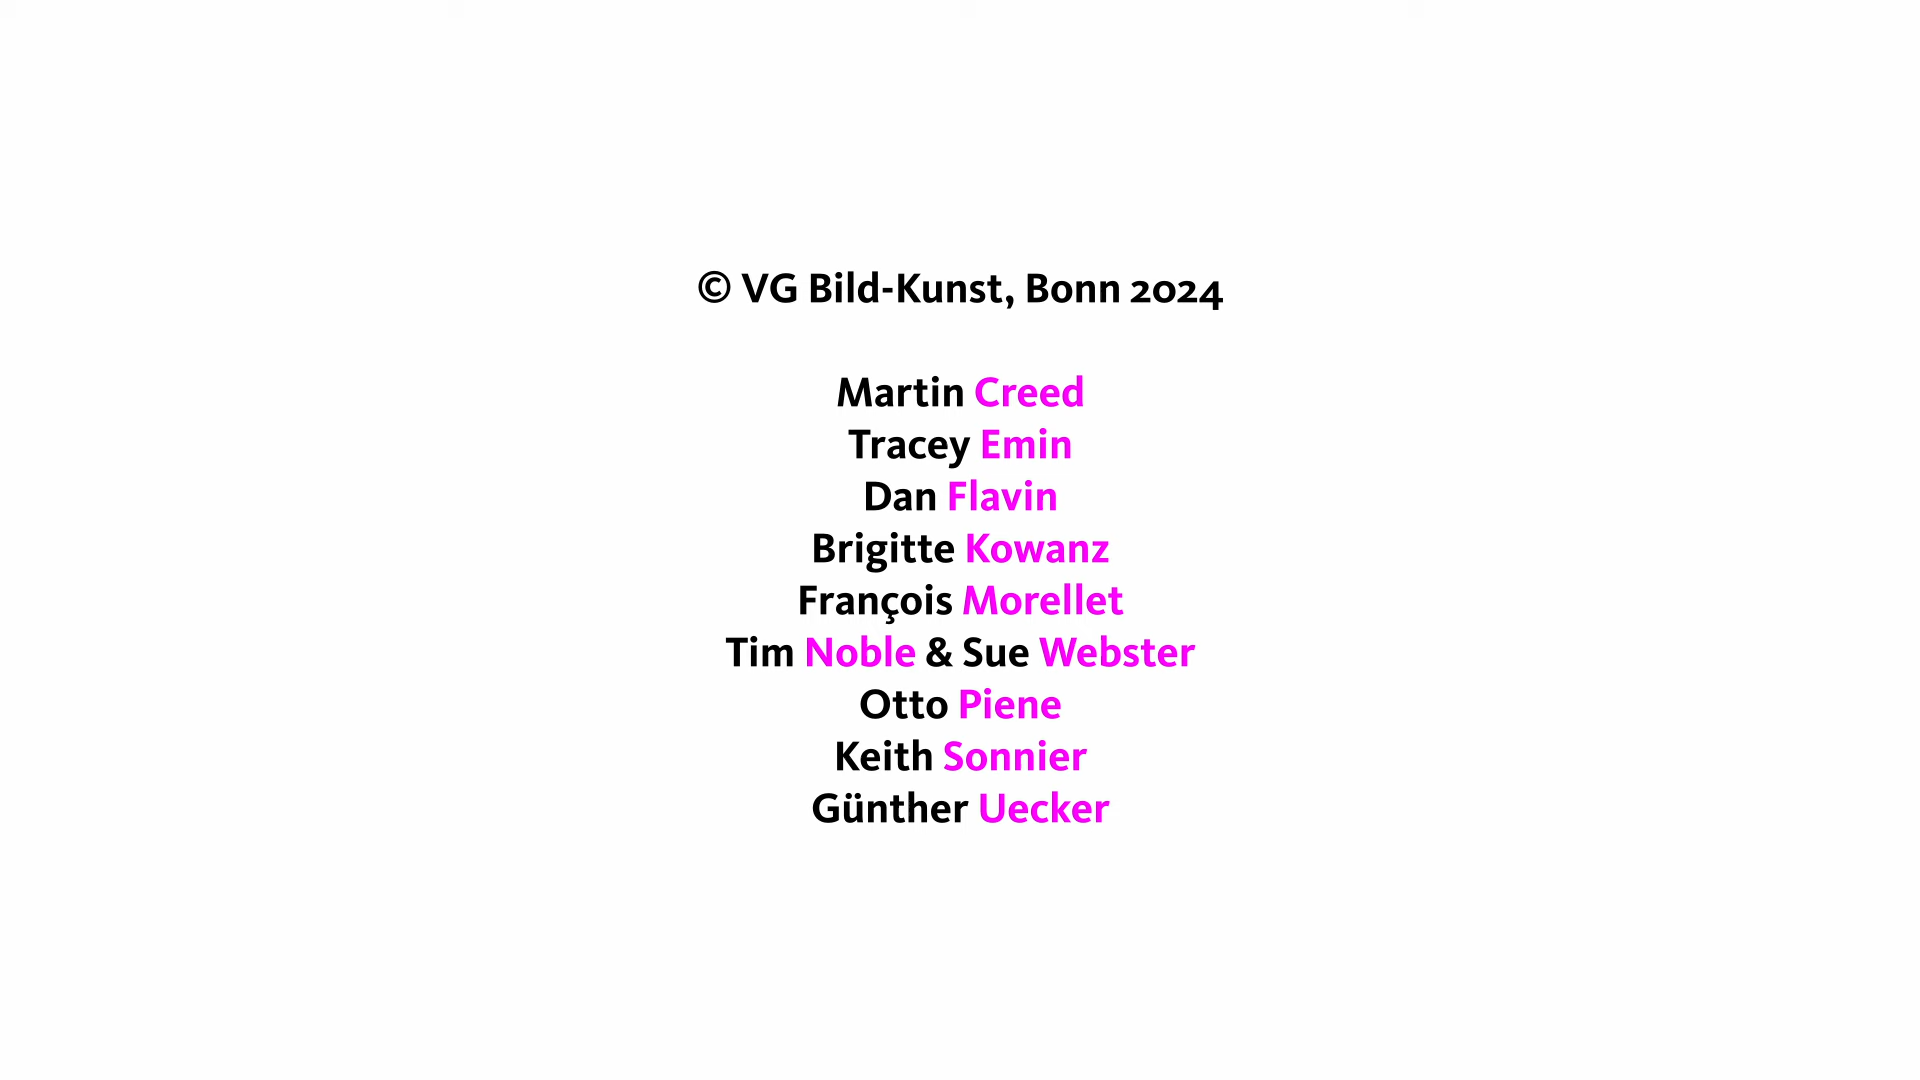 © VG Bild-Kunst, Bonn 2024
Martin Creed
Tracey Emin
Dan Flavin
Brigitte Kowanz
François Morellet
Tim Noble & Sue Webster
Otto Piene
Keith Sonnier
Günther Uecker